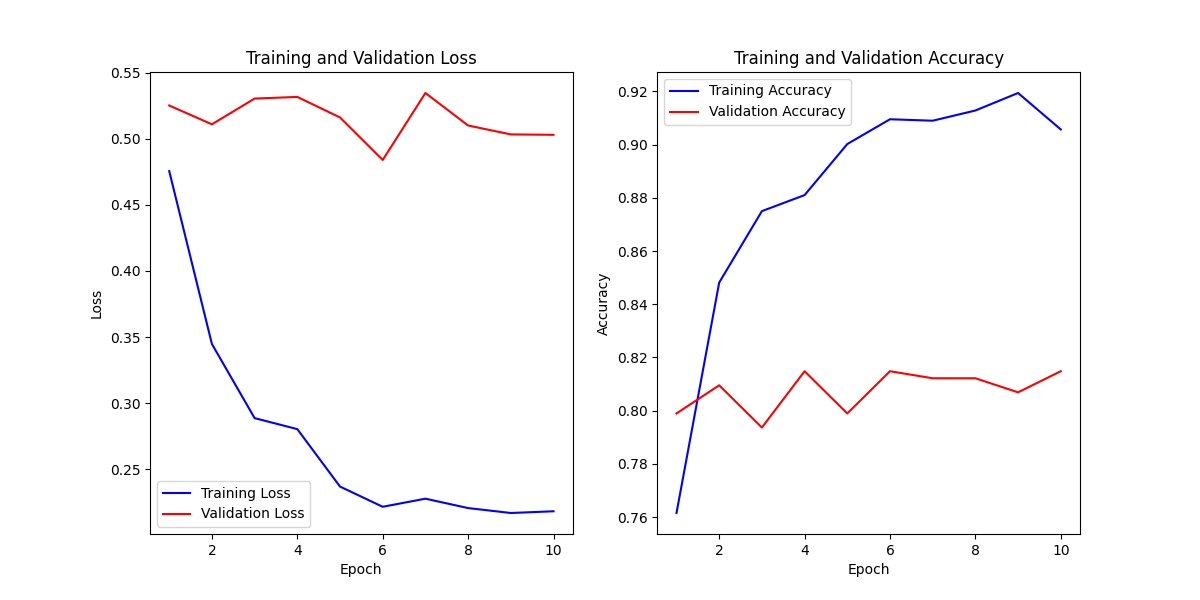 Training and Validation Loss
0.55
0.50
0.45
0.40
0.35
0.30
0.25
Loss
Training Loss
Validation Loss
2 4 6 8 10
Epoch
Training and Validation Accuracy
Training Accuracy
Validation Accuracy
0.92
0.90
0.88
0.86
0.84
0.82
0.80
0.78
0.76
Accuracy
2 4 6 8 10
Epoch